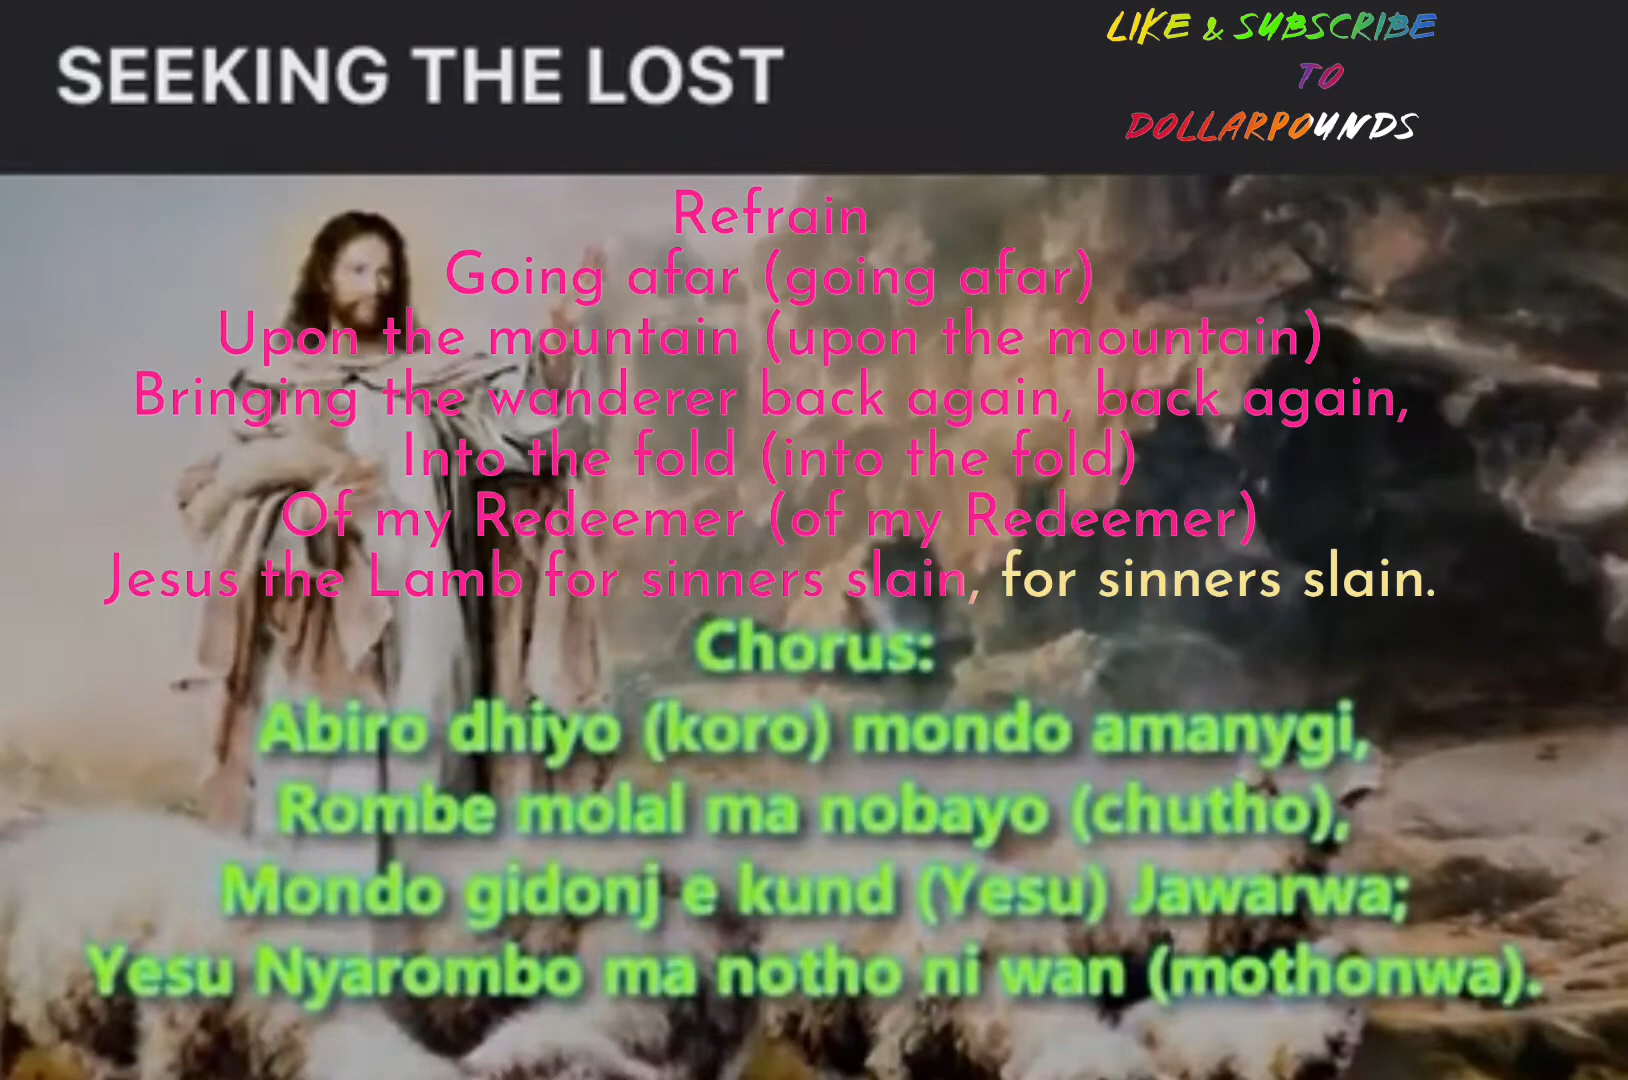 SEEKING THE LOST
LIKE & SUBSCRIBE
TO
DOLLARPOUNDS
Refrain
Going afar (going afar)
Upon the mountain (upon the mountain)
Bringing the wanderer back again, back again,
Into the fold (into the fold)
Of my Redeemer (of my Redeemer)
Jesus the Lamb for sinners slain, for sinners slain.
Chorus:
Abiro dhiyo (koro) mondo amanygi,
Rombe molal ma nobayo (chutho),
Mondo gidonj e kund (Yesu) Jawarwa;
Yesu Nyarombo ma notho ni wan (mothonwa).